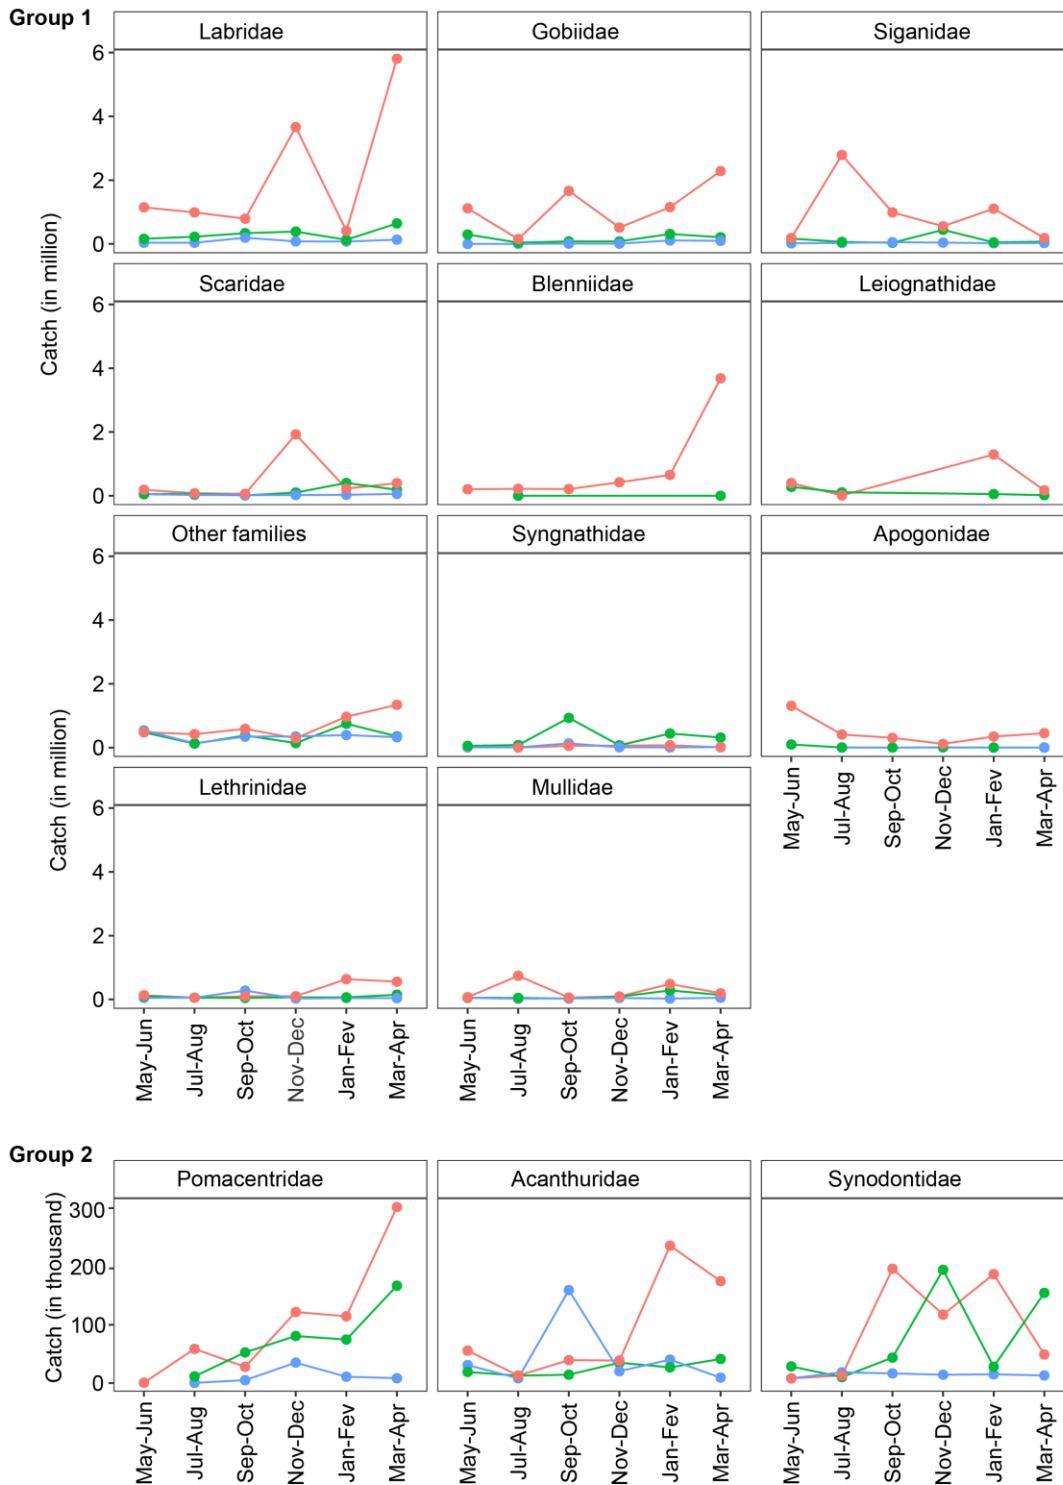 Group 1
Labridae Gobiidae Siganidae
6
4
2
0
Catch (in million)
Scaridae Blenniidae Leiognathidae
6
4
2
0
Other families Syngnathidae Apogonidae
6
4
2
0
Catch (in million)
May-Jun Jul-Aug Sep-Oct Nov-Dec Jan-Fev Mar-Apr
Lethrinidae Mullidae
6
4
2
0
May-Jun Jul-Aug Sep-Oct Nov-Dec Jan-Fev Mar-Apr May-Jun Jul-Aug Sep-Oct Nov-Dec Jan-Fev Mar-Apr
Group 2
Pomacentridae Acanthuridae Synodontidae
Catch (in thousand)
300
200
100
0
May-Jun Jul-Aug Sep-Oct Nov-Dec Jan-Fev Mar-Apr May-Jun Jul-Aug Sep-Oct Nov-Dec Jan-Fev Mar-Apr May-Jun Jul-Aug Sep-Oct Nov-Dec Jan-Fev Mar-Apr